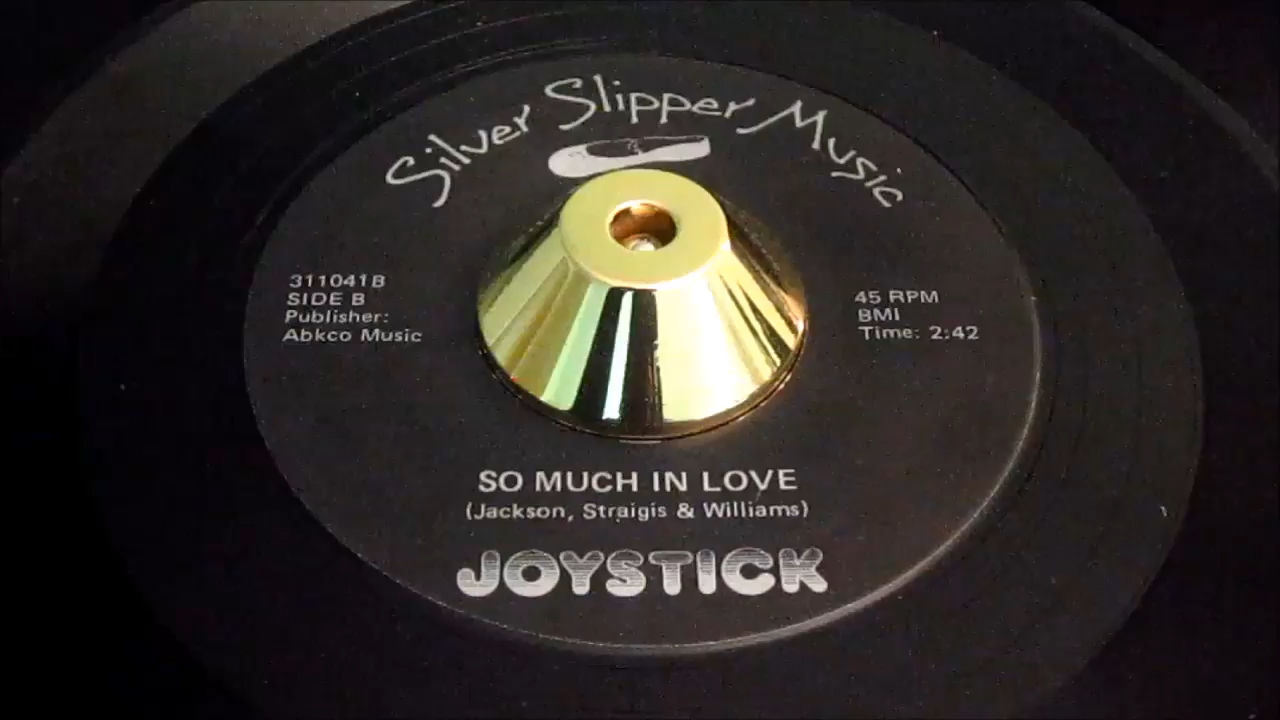 Silver Slipper Music
311041B
SIDE B
Publisher:
Abkco Music
45 RPM
BMI
Time: 2:42
SO MUCH IN LOVE
(Jackson, Straigis & Williams)
JOYSTICK